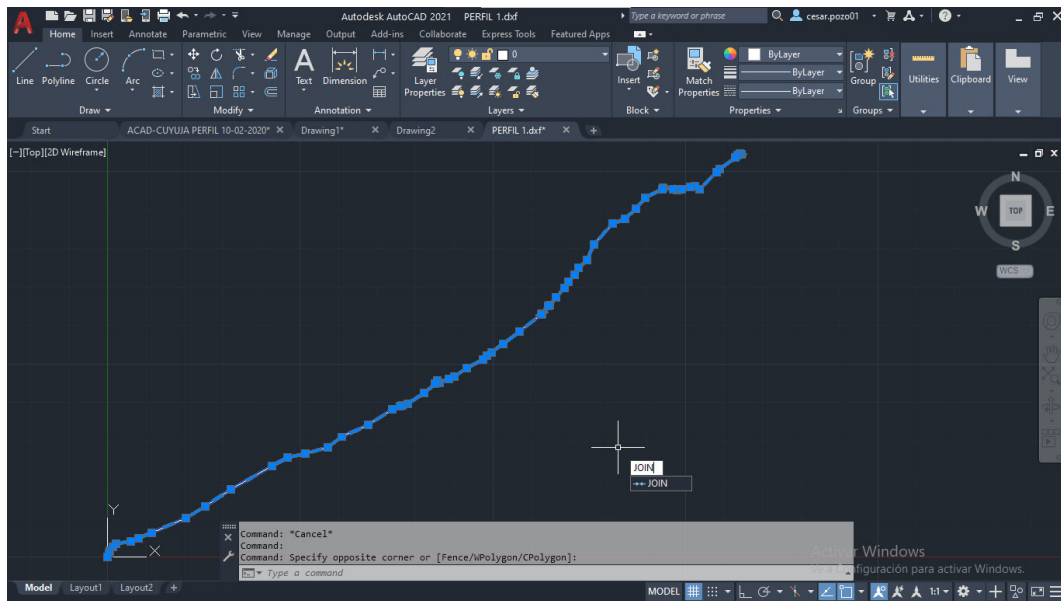 Autodesk AutoCAD 2021 PERFIL 1.dxf
Type a keyword or phrase
cesar.pozo01
Home Insert Annotate Parametric View Manage Output Add-ins Collaborate Express Tools Featured Apps
Line Polyline Circle Arc
Text Dimension
Layer Properties
0
Insert
Match Properties
ByLayer
ByLayer
ByLayer
Group
Utilities
Clipboard
View
Draw Modify Annotation Layers Block Properties Groups
Start ACAD-CUYUJA PERFIL 10-02-2020* Drawing1* Drawing2 PERFIL 1.dxf*
[−][Top][2D Wireframe]
N
W TOP E
S
WCS
JOIN
JOIN
Y
X
Command: *Cancel*
Command:
Command: Specify opposite corner or [Fence/WPolygon/CPolygon]:
Type a command
Activar Windows
Ve a Configuración para activar Windows.
Model Layout1 Layout2 +
MODEL
1:1